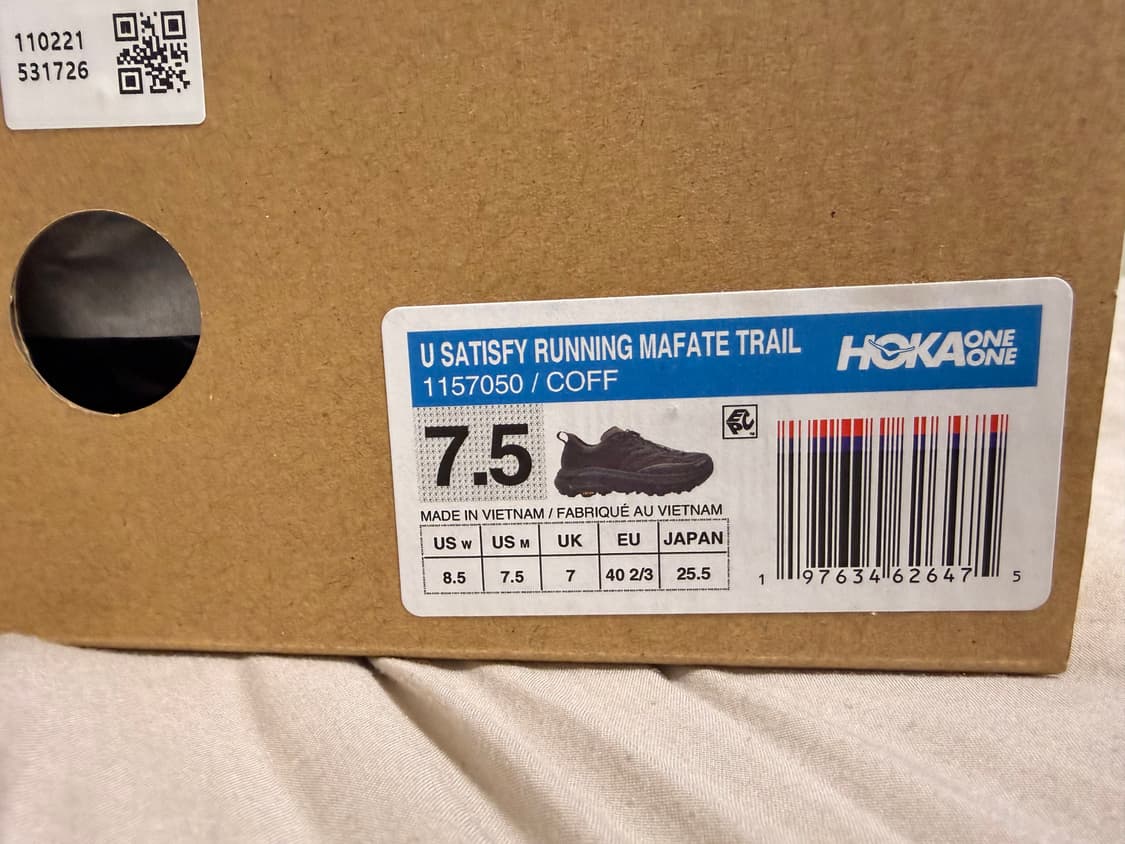 110221
531726
U SATISFY RUNNING MAFATE TRAIL
1157050 / COFF
HOKA ONE ONE
7.5
EPC
MADE IN VIETNAM / FABRIQUÉ AU VIETNAM
US W US M UK EU JAPAN
8.5 7.5 7 40 2/3 25.5
1 97634 62647 5